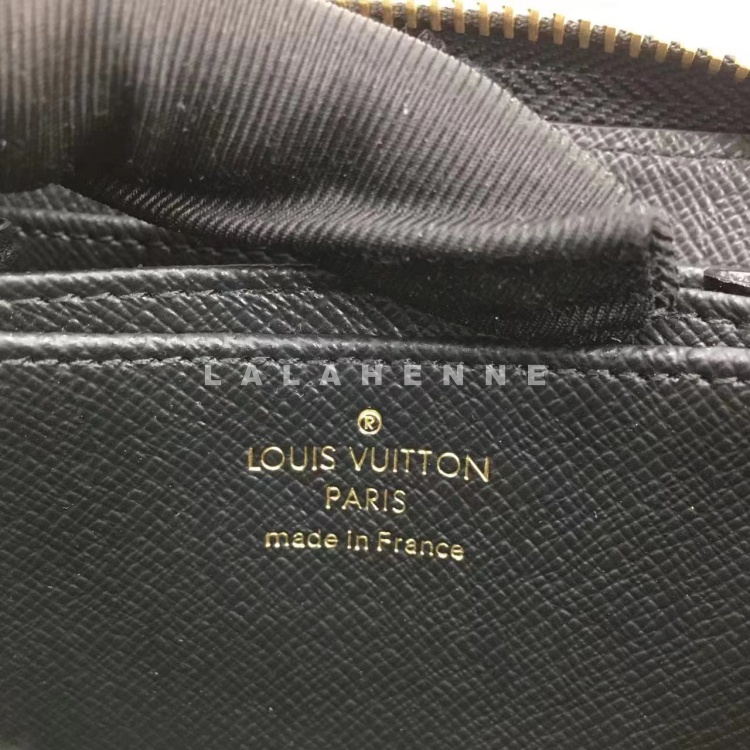 LALAHENNE
®
LOUIS VUITTON
PARIS
made in France